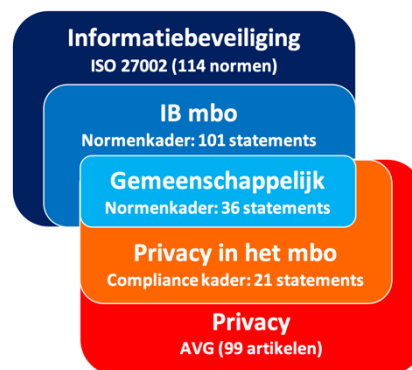 Informatiebeveiliging
ISO 27002 (114 normen)
IB mbo
Normenkader: 101 statements
Gemeenschappelijk
Normenkader: 36 statements
Privacy in het mbo
Compliance kader: 21 statements
Privacy
AVG (99 artikelen)